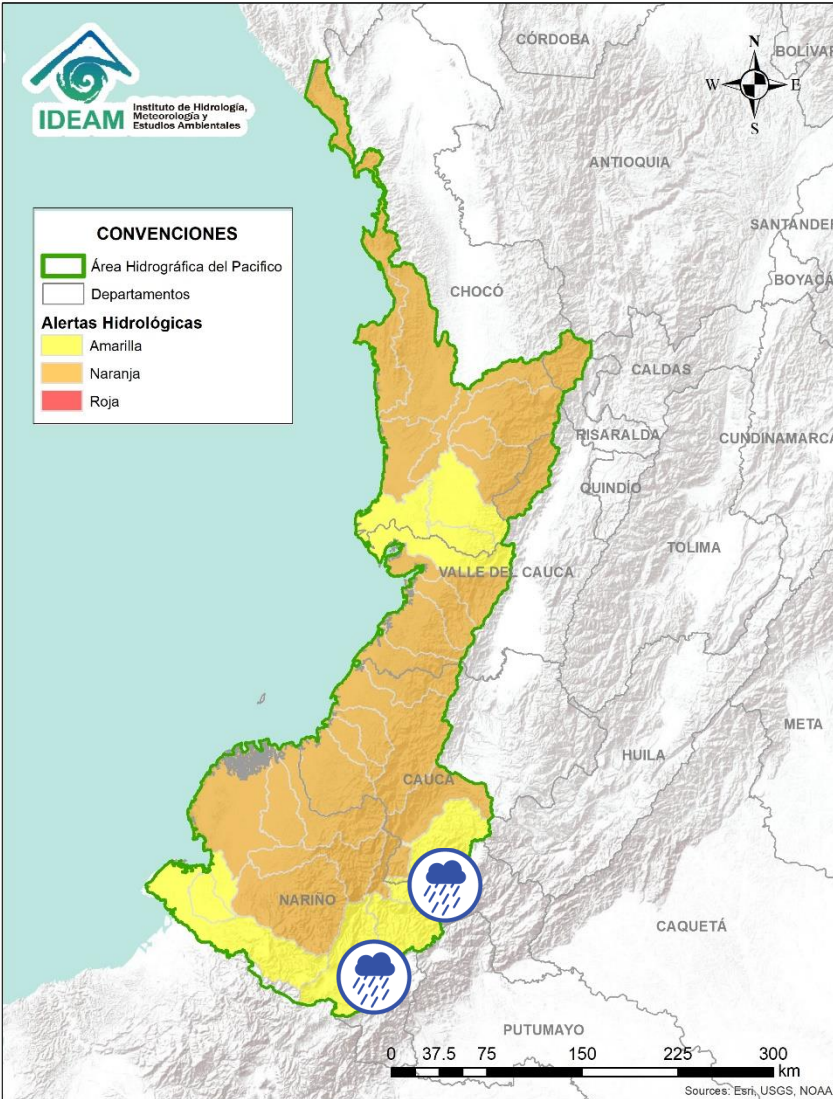 IDEAM
Instituto de Hidrología,
Meteorología y
Estudios Ambientales
CÓRDOBA
BOLÍVAR
N
W
E
S
ANTIOQUIA
SANTANDER
BOYACÁ
CONVENCIONES
Área Hidrográfica del Pacifico
Departamentos
Alertas Hidrológicas
Amarilla
Naranja
Roja
CHOCÓ
CALDAS
RISARALDA
CUNDINAMARCA
QUINDÍO
TOLIMA
VALLE DEL CAUCA
META
HUILA
CAUCA
NARIÑO
CAQUETÁ
PUTUMAYO
0 37.5 75 150 225 300
km
Sources: Esri, USGS, NOAA